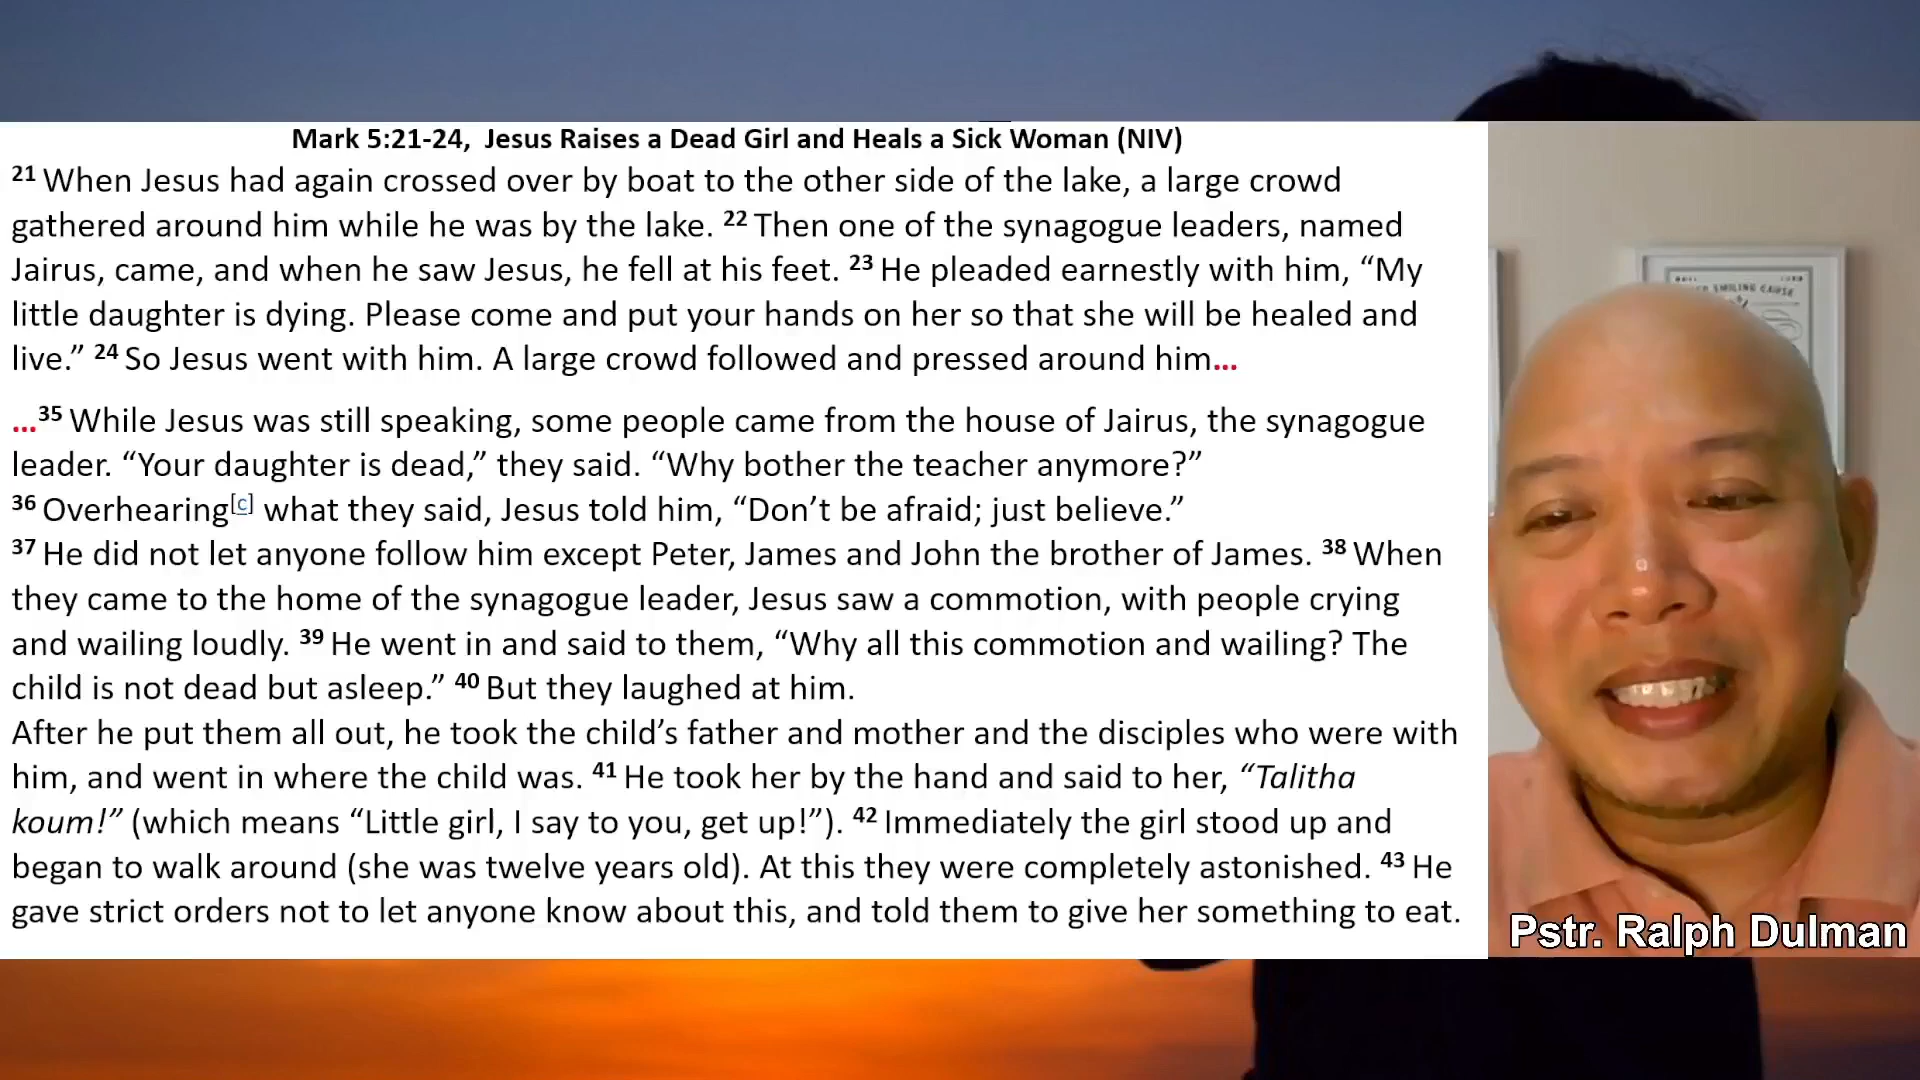 Mark 5:21-24, Jesus Raises a Dead Girl and Heals a Sick Woman (NIV)
21 When Jesus had again crossed over by boat to the other side of the lake, a large crowd
gathered around him while he was by the lake. 22 Then one of the synagogue leaders, named
Jairus, came, and when he saw Jesus, he fell at his feet. 23 He pleaded earnestly with him, “My
little daughter is dying. Please come and put your hands on her so that she will be healed and
live.” 24 So Jesus went with him. A large crowd followed and pressed around him...
...35 While Jesus was still speaking, some people came from the house of Jairus, the synagogue
leader. “Your daughter is dead,” they said. “Why bother the teacher anymore?”
36 Overhearing[c] what they said, Jesus told him, “Don’t be afraid; just believe.”
37 He did not let anyone follow him except Peter, James and John the brother of James. 38 When
they came to the home of the synagogue leader, Jesus saw a commotion, with people crying
and wailing loudly. 39 He went in and said to them, “Why all this commotion and wailing? The
child is not dead but asleep.” 40 But they laughed at him.
After he put them all out, he took the child’s father and mother and the disciples who were with
him, and went in where the child was. 41 He took her by the hand and said to her, “Talitha
koum!” (which means “Little girl, I say to you, get up!”). 42 Immediately the girl stood up and
began to walk around (she was twelve years old). At this they were completely astonished. 43 He
gave strict orders not to let anyone know about this, and told them to give her something to eat.
SMILING CAUSE
Pstr. Ralph Dulman